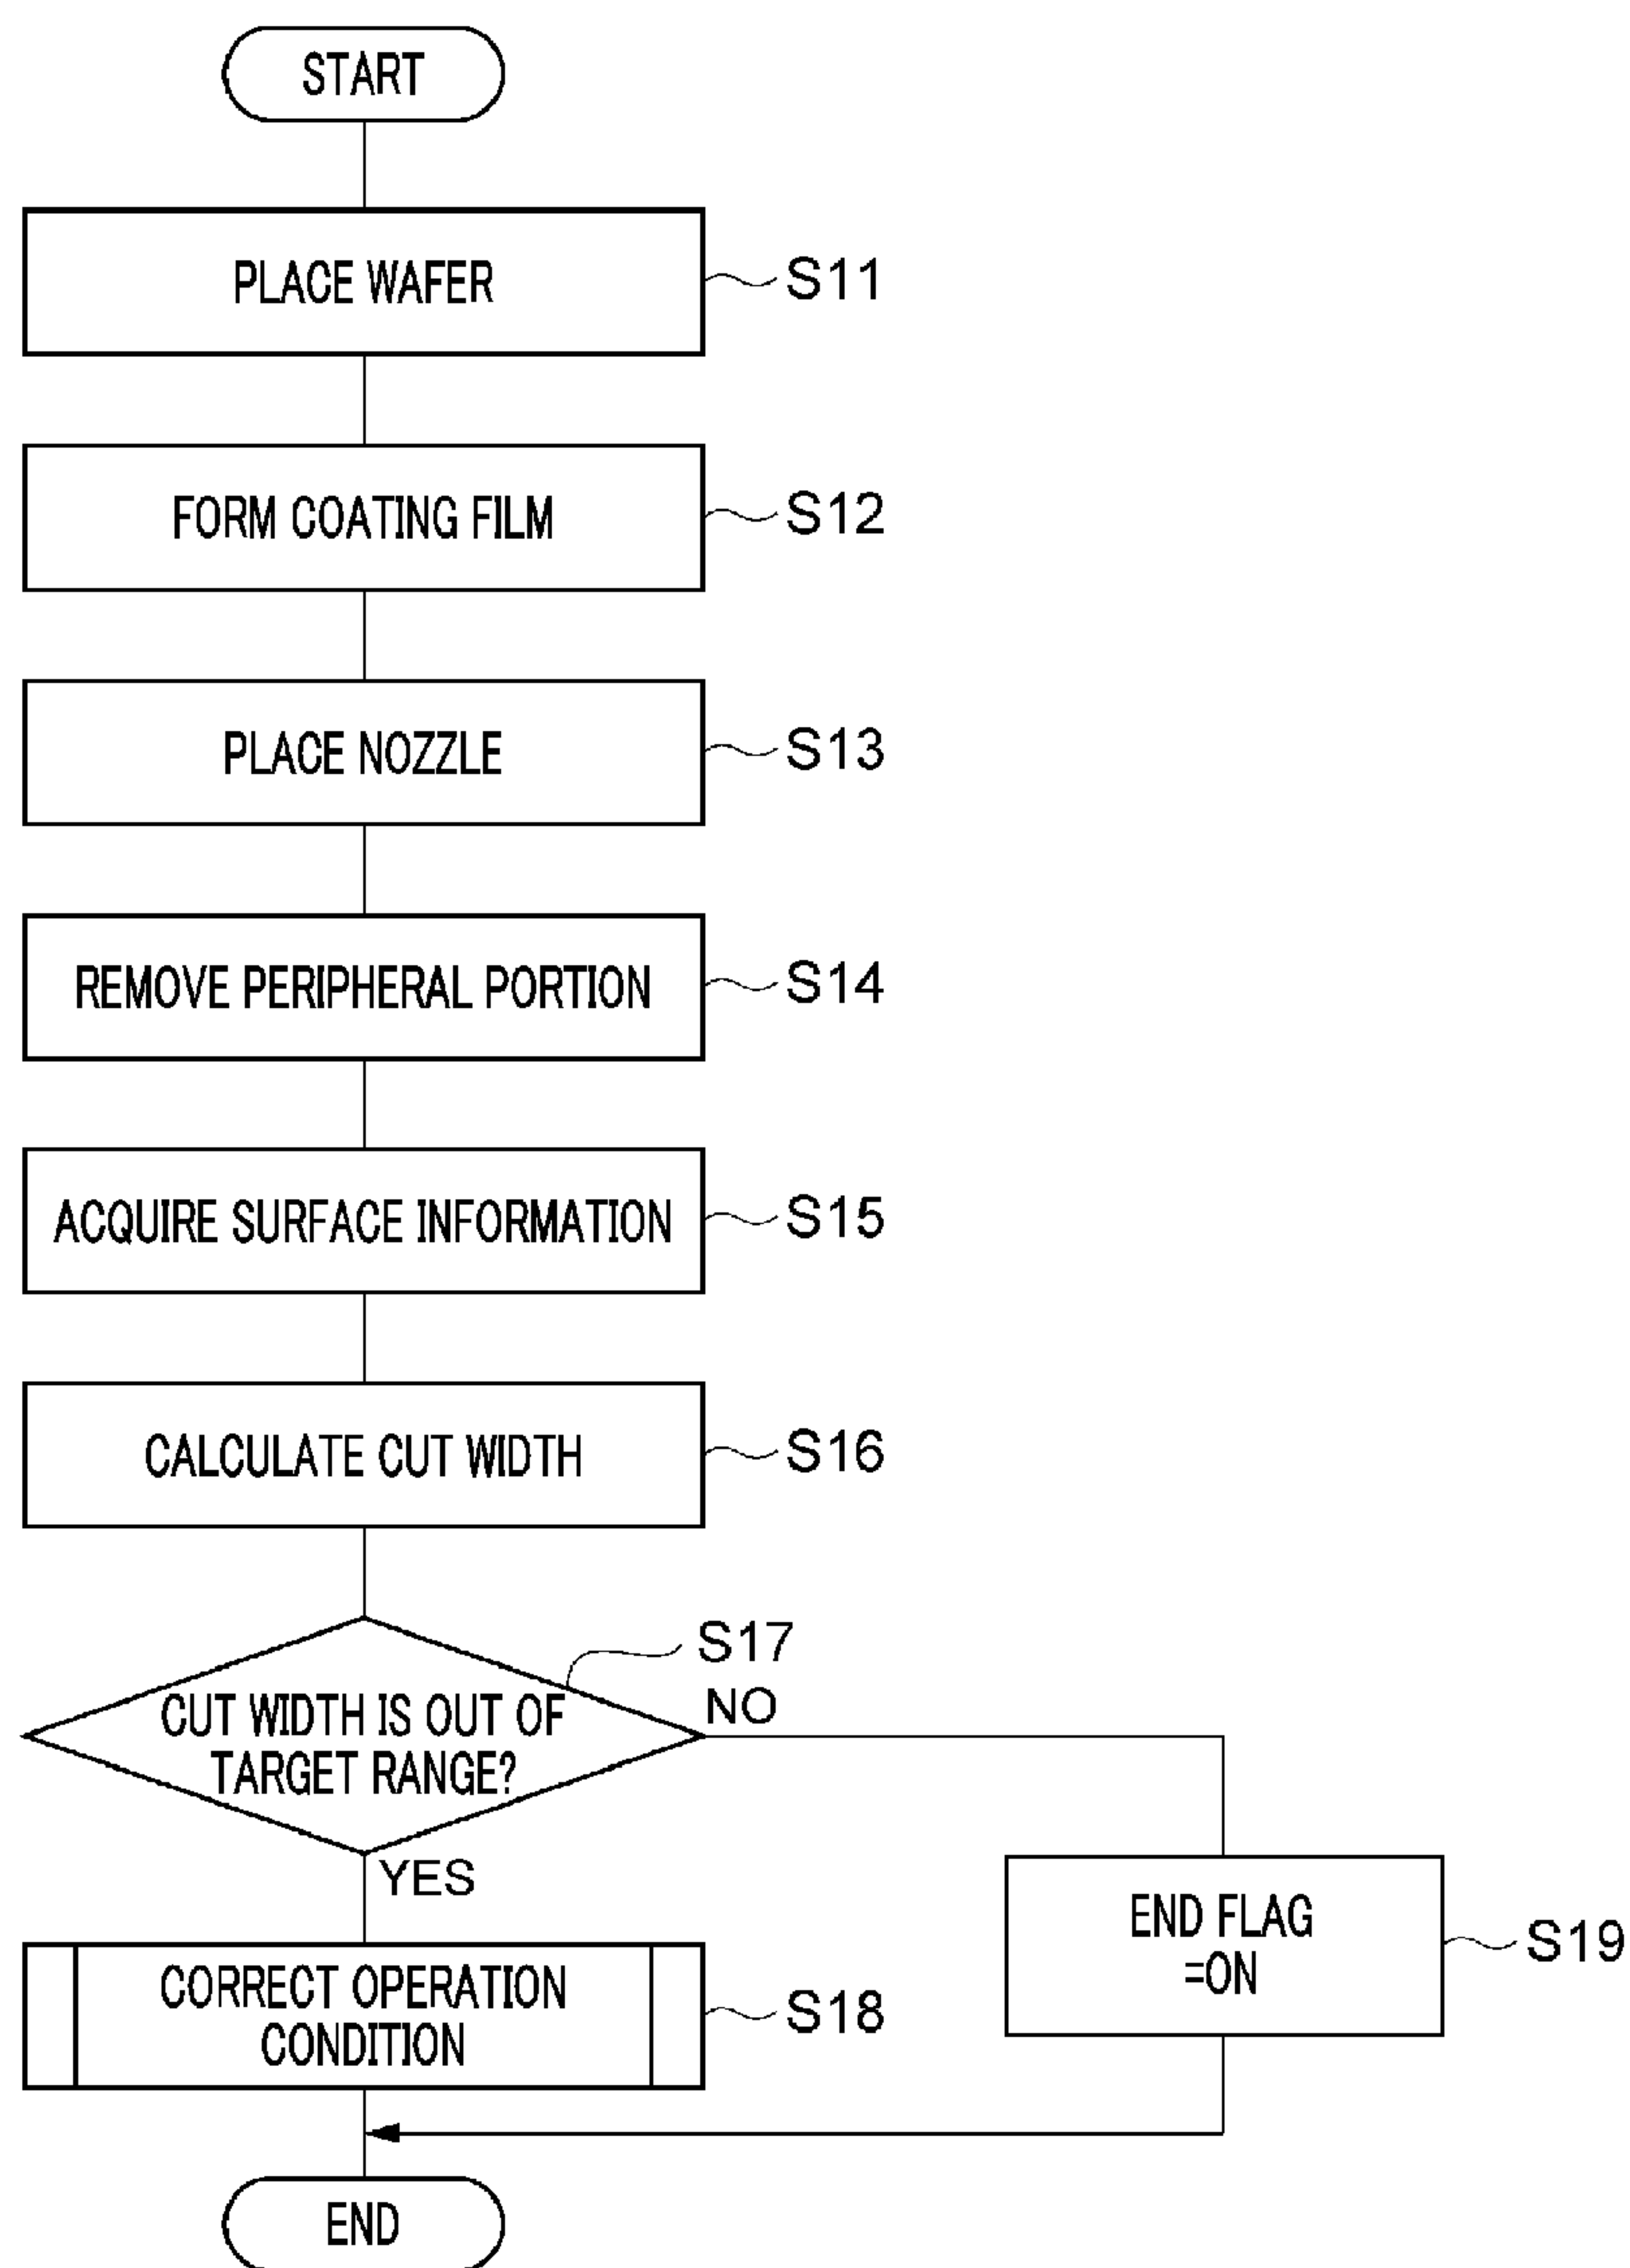 START
PLACE WAFER
S11
FORM COATING FILM
S12
PLACE NOZZLE
S13
REMOVE PERIPHERAL PORTION
S14
ACQUIRE SURFACE INFORMATION
S15
CALCULATE CUT WIDTH
S16
S17
CUT WIDTH IS OUT OF
TARGET RANGE?
NO
YES
CORRECT OPERATION
CONDITION
S18
END FLAG
=ON
S19
END